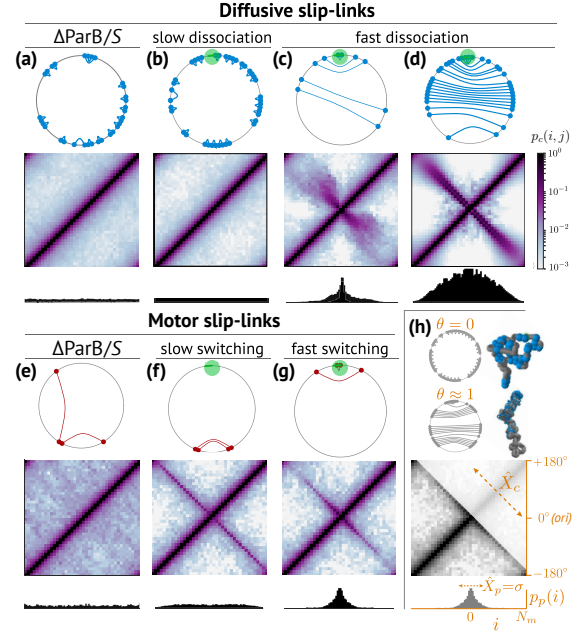 Diffusive slip-links
ΔParB/S slow dissociation fast dissociation
(a) (b) (c) (d)
p_c(i, j)
10^0
10^{-1}
10^{-2}
10^{-3}
Motor slip-links
ΔParB/S slow switching fast switching
(e) (f) (g) (h)
θ = 0
θ ≈ 1
X̂_c
+180°
0° (ori)
−180°
X̂_p=σ
p_p(i)
0 i N_m